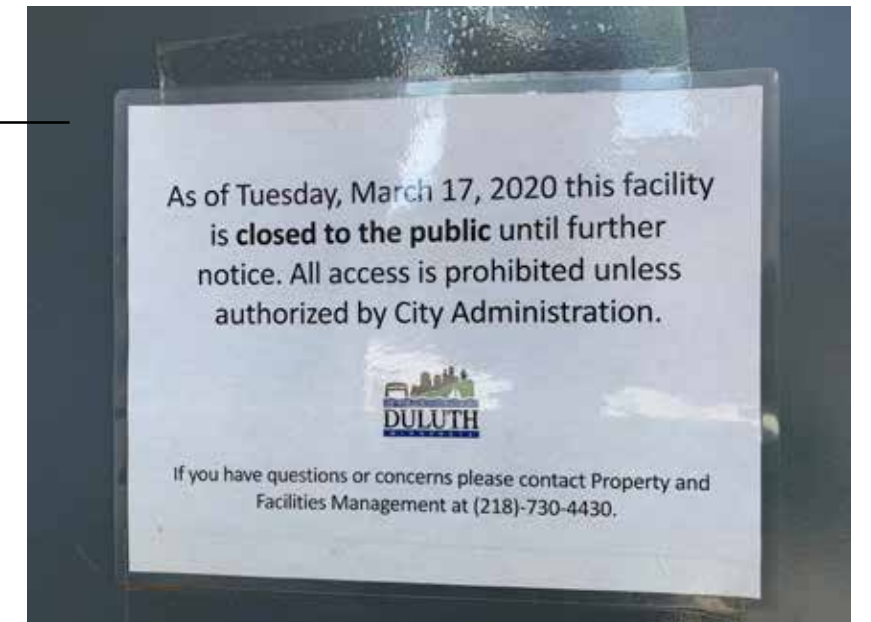 As of Tuesday, March 17, 2020 this facility
is closed to the public until further
notice. All access is prohibited unless
authorized by City Administration.
DULUTH
MINNESOTA
If you have questions or concerns please contact Property and
Facilities Management at (218)-730-4430.